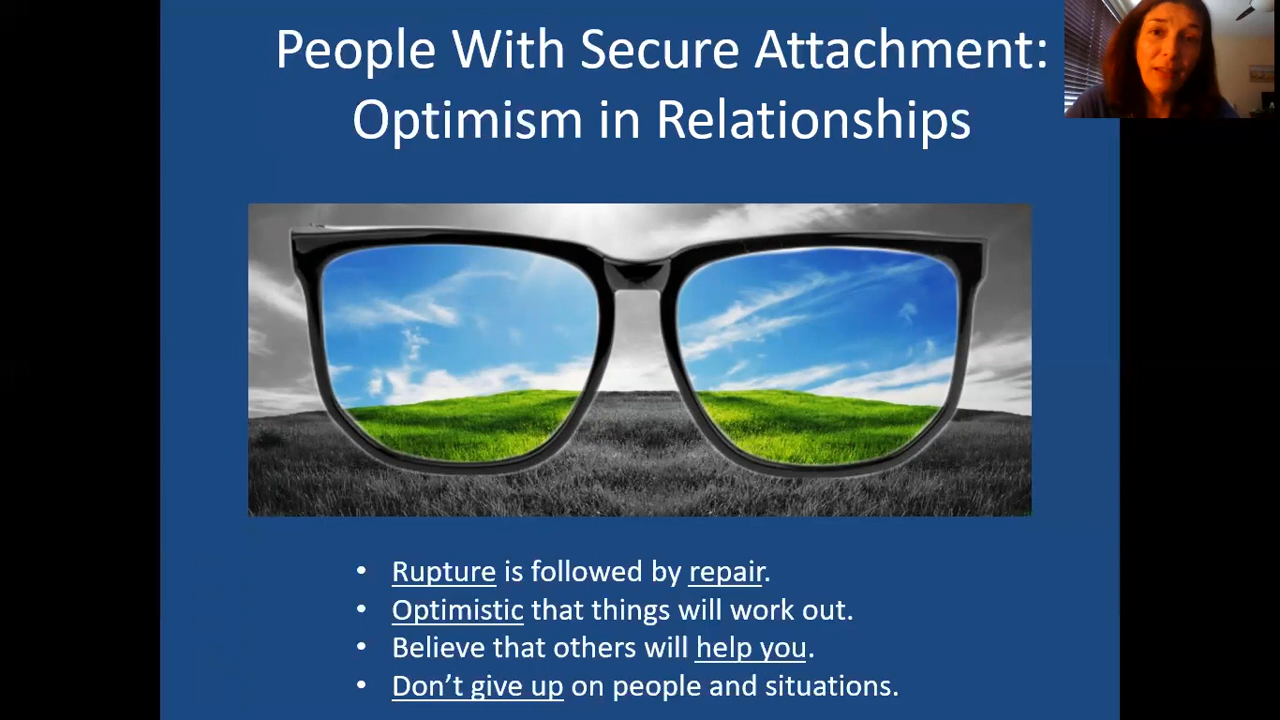 People With Secure Attachment:
Optimism in Relationships
• Rupture is followed by repair.
• Optimistic that things will work out.
• Believe that others will help you.
• Don’t give up on people and situations.